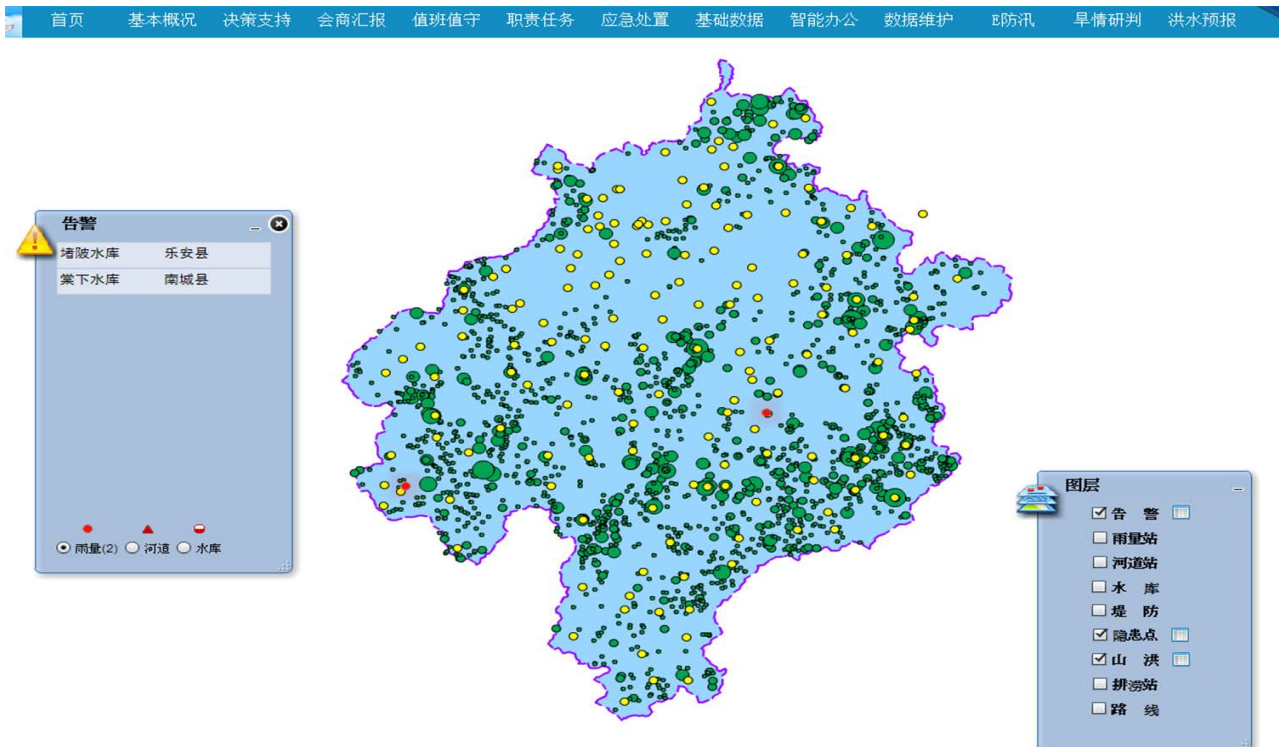 首页 基本概况 决策支持 会商汇报 值班值守 职责任务 应急处置 基础数据 智能办公 数据维护 E防汛 旱情研判 洪水预报
告警
堵陂水库 乐安县
棠下水库 南城县
雨量(2) 河道 水库
图层
告 警
雨量站
河道站
水 库
堤 防
隐患点
山 洪
排涝站
路 线